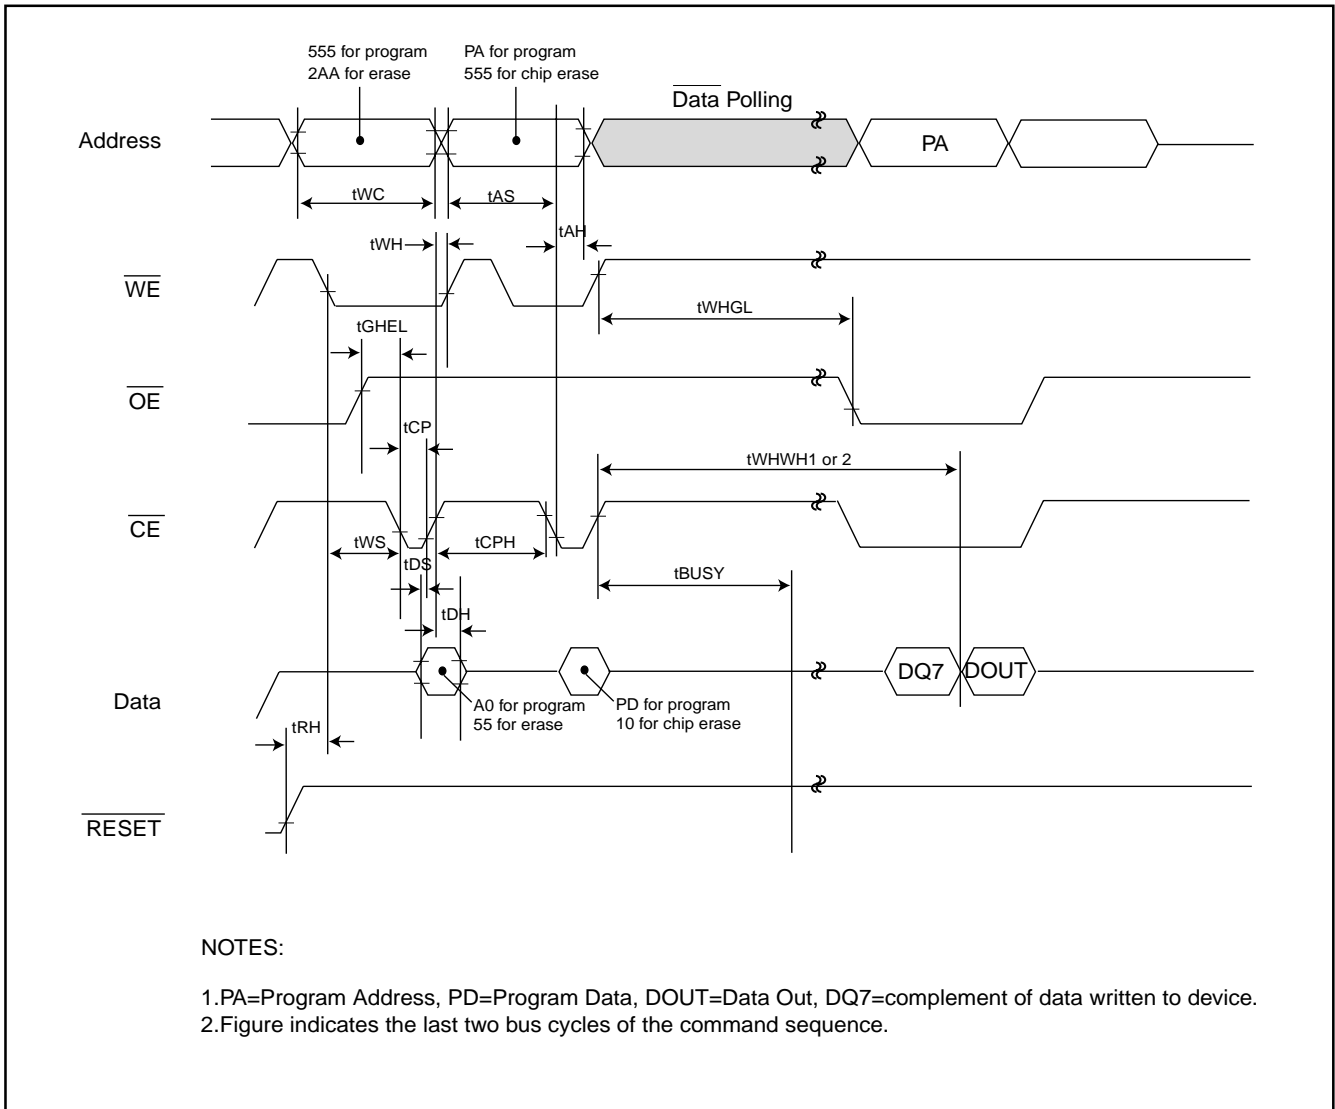 555 for program
2AA for erase
PA for program
555 for chip erase
Data Polling
Address
PA
tWC
tAS
tWH
tAH
WE
tWHGL
tGHEL
OE
tCP
tWHWH1 or 2
CE
tWS
tCPH
tDS
tBUSY
tDH
DQ7
DOUT
Data
A0 for program
55 for erase
PD for program
10 for chip erase
tRH
RESET
NOTES:
1.PA=Program Address, PD=Program Data, DOUT=Data Out, DQ7=complement of data written to device.
2.Figure indicates the last two bus cycles of the command sequence.